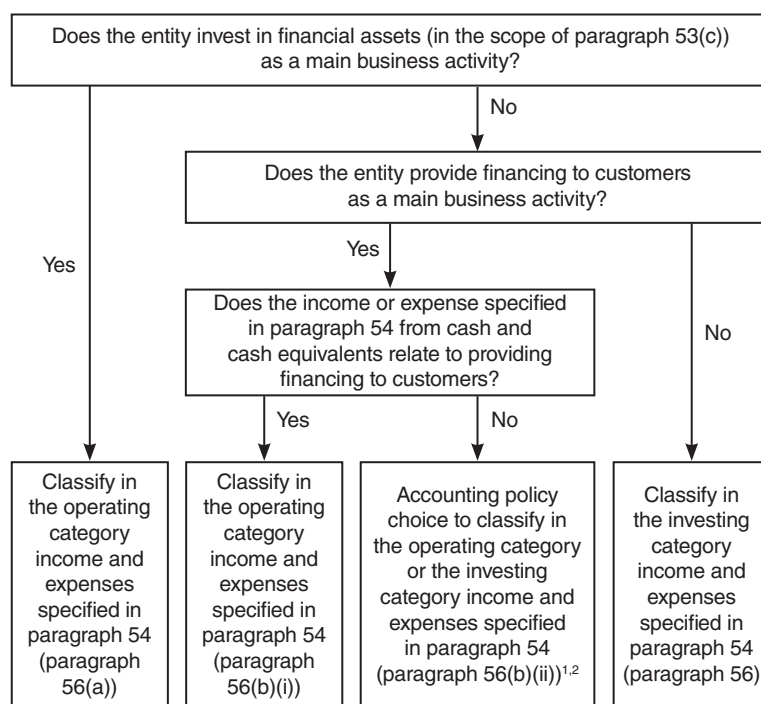 Does the entity invest in financial assets (in the scope of paragraph 53(c))
as a main business activity?
No
Does the entity provide financing to customers
as a main business activity?
Yes
Yes
Does the income or expense specified
in paragraph 54 from cash and
cash equivalents relate to providing
financing to customers?
No
Yes
No
Classify in
the operating
category
income and
expenses
specified in
paragraph 54
(paragraph
56(a))
Classify in
the operating
category
income and
expenses
specified in
paragraph 54
(paragraph
56(b)(i))
Accounting policy
choice to classify in
the operating category
or the investing
category income and
expenses specified
in paragraph 54
(paragraph 56(b)(ii))1,2
Classify in
the investing
category
income and
expenses
specified in
paragraph 54
(paragraph 56)